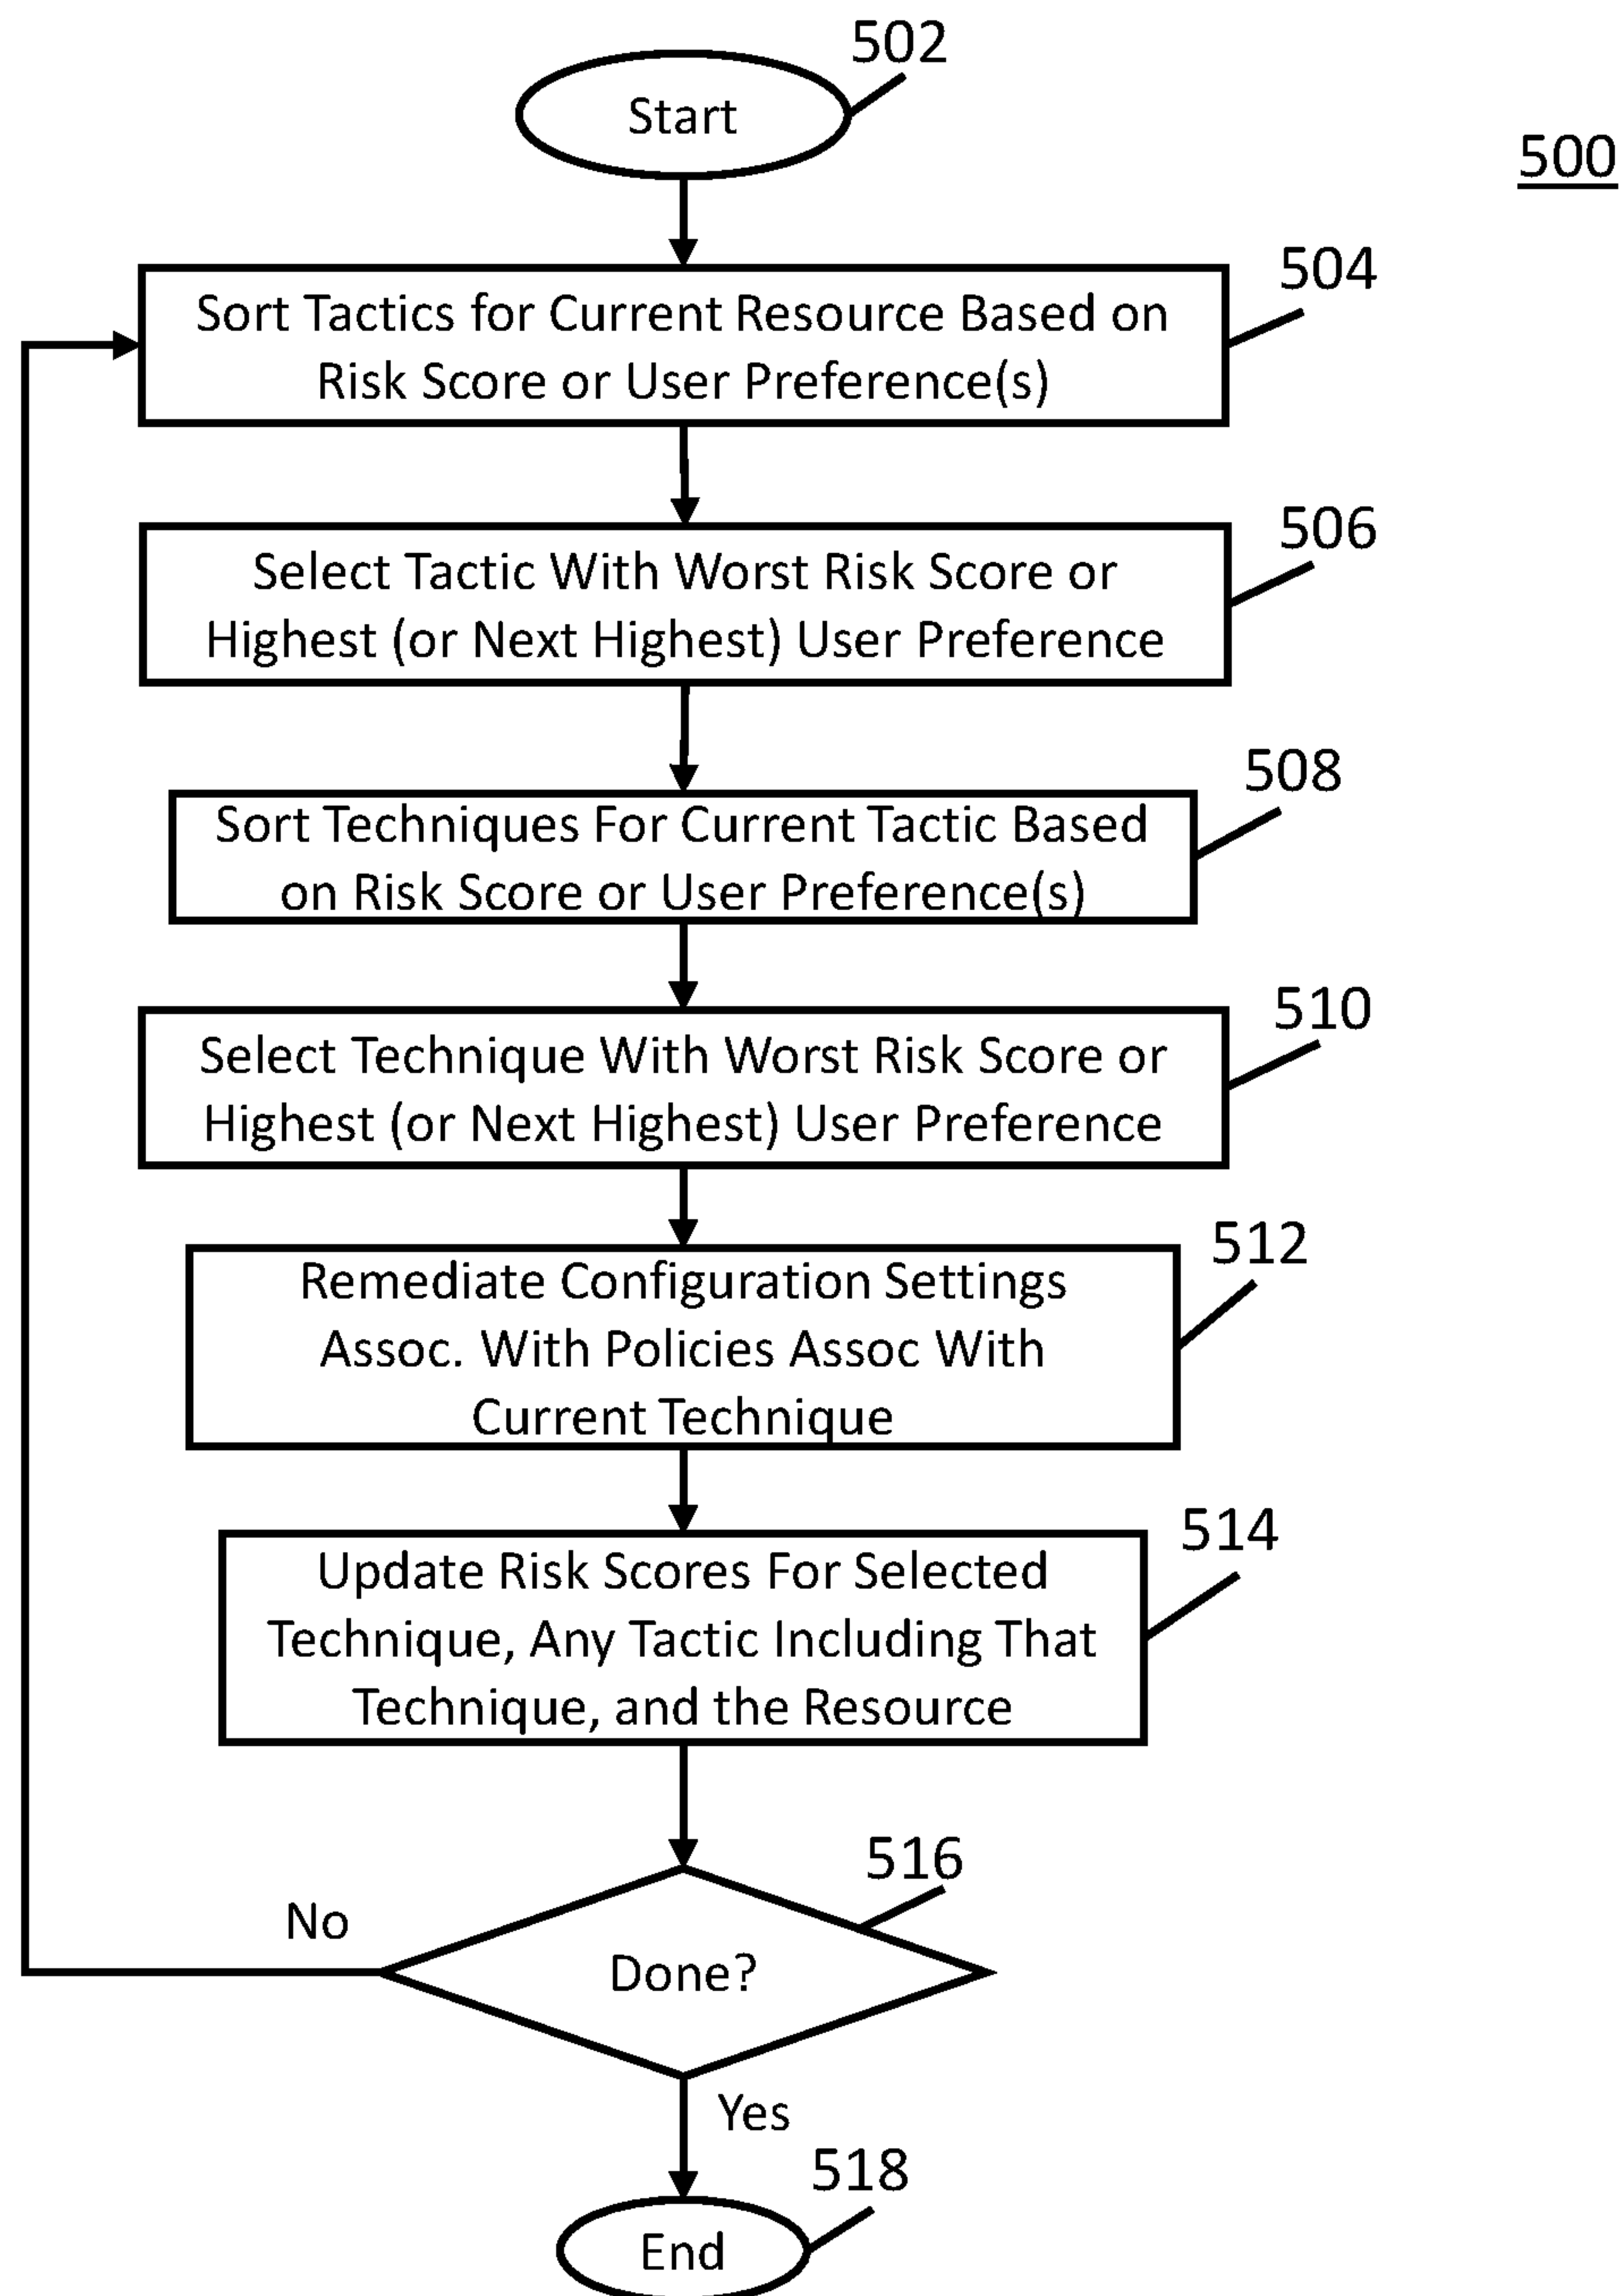 502
Start
500
504
Sort Tactics for Current Resource Based on
Risk Score or User Preference(s)
506
Select Tactic With Worst Risk Score or
Highest (or Next Highest) User Preference
508
Sort Techniques For Current Tactic Based
on Risk Score or User Preference(s)
510
Select Technique With Worst Risk Score or
Highest (or Next Highest) User Preference
512
Remediate Configuration Settings
Assoc. With Policies Assoc With
Current Technique
514
Update Risk Scores For Selected
Technique, Any Tactic Including That
Technique, and the Resource
516
No
Done?
Yes
518
End